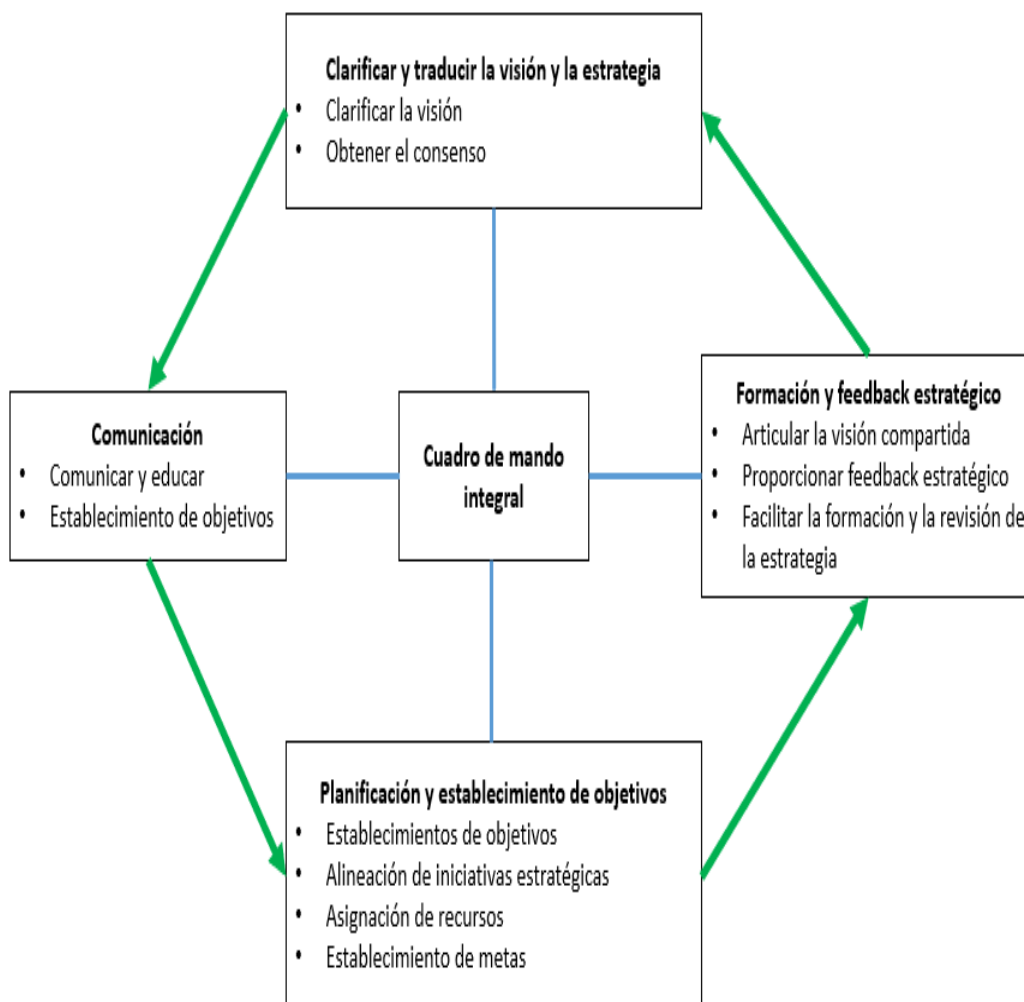 Clarificar y traducir la visión y la estrategia
• Clarificar la visión
• Obtener el consenso
Comunicación
• Comunicar y educar
• Establecimiento de objetivos
Cuadro de mando
integral
Formación y feedback estratégico
• Articular la visión compartida
• Proporcionar feedback estratégico
• Facilitar la formación y la revisión de
la estrategia
Planificación y establecimiento de objetivos
• Establecimientos de objetivos
• Alineación de iniciativas estratégicas
• Asignación de recursos
• Establecimiento de metas